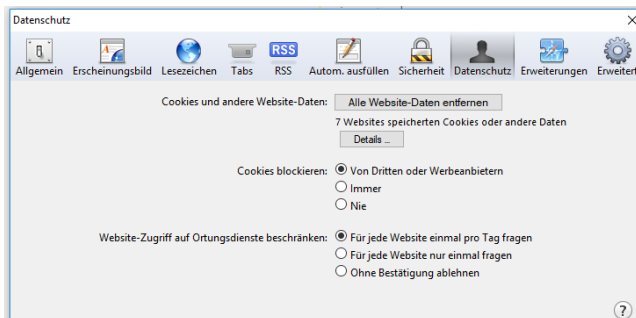 Datenschutz
Allgemein Erscheinungsbild Lesezeichen Tabs RSS Autom. ausfüllen Sicherheit Datenschutz Erweiterungen Erweitert
RSS
Cookies und andere Website-Daten: Alle Website-Daten entfernen
7 Websites speicherten Cookies oder andere Daten
Details ...
Cookies blockieren: Von Dritten oder Werbeanbietern
Immer
Nie
Website-Zugriff auf Ortungsdienste beschränken: Für jede Website einmal pro Tag fragen
Für jede Website nur einmal fragen
Ohne Bestätigung ablehnen
?